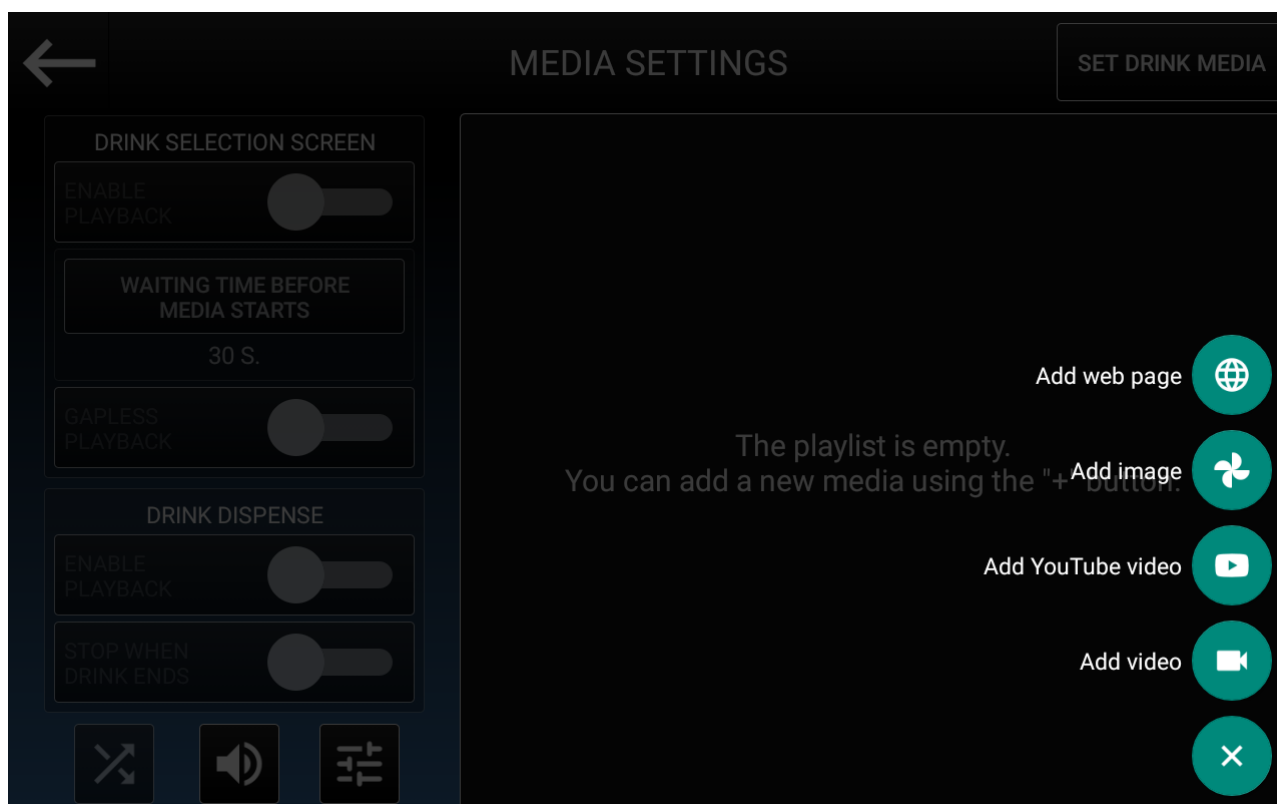 MEDIA SETTINGS
SET DRINK MEDIA
DRINK SELECTION SCREEN
ENABLE
PLAYBACK
WAITING TIME BEFORE
MEDIA STARTS
30 S.
GAPLESS
PLAYBACK
DRINK DISPENSE
ENABLE
PLAYBACK
STOP WHEN
DRINK ENDS
The playlist is empty.
You can add a new media using the "+" button.
Add web page
Add image
Add YouTube video
Add video